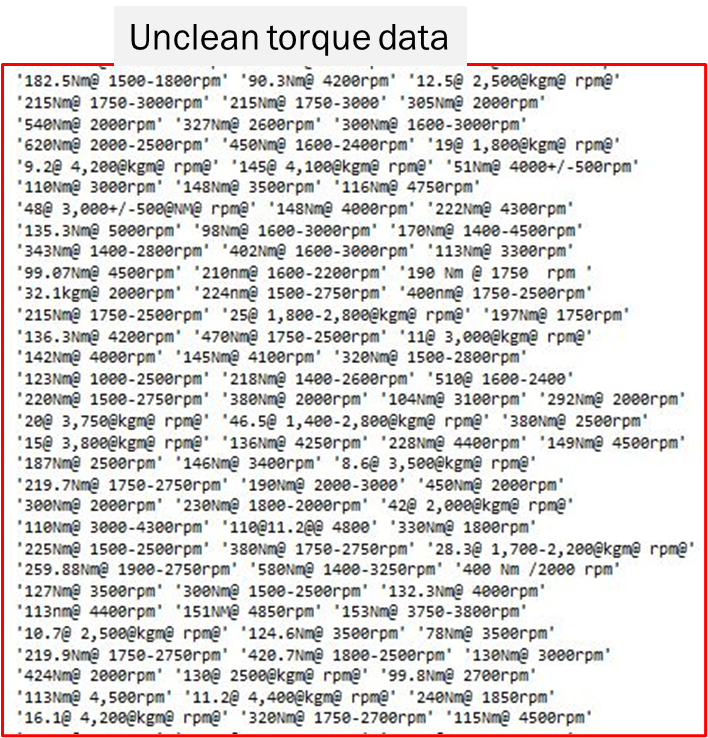 Unclean torque data
'182.5Nm@ 1500-1800rpm' '90.3Nm@ 4200rpm' '12.5@ 2,500@kgm@ rpm@'
'215Nm@ 1750-3000rpm' '215Nm@ 1750-3000' '305Nm@ 2000rpm'
'540Nm@ 2000rpm' '327Nm@ 2600rpm' '300Nm@ 1600-3000rpm'
'620Nm@ 2000-2500rpm' '450Nm@ 1600-2400rpm' '19@ 1,800@kgm@ rpm@'
'9.2@ 4,200@kgm@ rpm@' '145@ 4,100@kgm@ rpm@' '51Nm@ 4000+/-500rpm'
'110Nm@ 3000rpm' '148Nm@ 3500rpm' '116Nm@ 4750rpm'
'48@ 3,000+/-500@NM@ rpm@' '148Nm@ 4000rpm' '222Nm@ 4300rpm'
'135.3Nm@ 5000rpm' '98Nm@ 1600-3000rpm' '170Nm@ 1400-4500rpm'
'343Nm@ 1400-2800rpm' '402Nm@ 1600-3000rpm' '113Nm@ 3300rpm'
'99.07Nm@ 4500rpm' '210nm@ 1600-2200rpm' '190 Nm @ 1750  rpm '
'32.1kgm@ 2000rpm' '224nm@ 1500-2750rpm' '400nm@ 1750-2500rpm'
'215Nm@ 1750-2500rpm' '25@ 1,800-2,800@kgm@ rpm@' '197Nm@ 1750rpm'
'136.3Nm@ 4200rpm' '470Nm@ 1750-2500rpm' '11@ 3,000@kgm@ rpm@'
'142Nm@ 4000rpm' '145Nm@ 4100rpm' '320Nm@ 1500-2800rpm'
'123Nm@ 1000-2500rpm' '218Nm@ 1400-2600rpm' '510@ 1600-2400'
'220Nm@ 1500-2750rpm' '380Nm@ 2000rpm' '104Nm@ 3100rpm' '292Nm@ 2000rpm'
'20@ 3,750@kgm@ rpm@' '46.5@ 1,400-2,800@kgm@ rpm@' '380Nm@ 2500rpm'
'15@ 3,800@kgm@ rpm@' '136Nm@ 4250rpm' '228Nm@ 4400rpm' '149Nm@ 4500rpm'
'187Nm@ 2500rpm' '146Nm@ 3400rpm' '8.6@ 3,500@kgm@ rpm@'
'219.7Nm@ 1750-2750rpm' '190Nm@ 2000-3000' '450Nm@ 2000rpm'
'300Nm@ 2000rpm' '230Nm@ 1800-2000rpm' '42@ 2,000@kgm@ rpm@'
'110Nm@ 3000-4300rpm' '110@11.2@@ 4800' '330Nm@ 1800rpm'
'225Nm@ 1500-2500rpm' '380Nm@ 1750-2750rpm' '28.3@ 1,700-2,200@kgm@ rpm@'
'259.88Nm@ 1900-2750rpm' '580Nm@ 1400-3250rpm' '400 Nm /2000 rpm'
'127Nm@ 3500rpm' '300Nm@ 1500-2500rpm' '132.3Nm@ 4000rpm'
'113nm@ 4400rpm' '151NM@ 4850rpm' '153Nm@ 3750-3800rpm'
'10.7@ 2,500@kgm@ rpm@' '124.6Nm@ 3500rpm' '78Nm@ 3500rpm'
'219.9Nm@ 1750-2750rpm' '420.7Nm@ 1800-2500rpm' '130Nm@ 3000rpm'
'424Nm@ 2000rpm' '130@ 2500@kgm@ rpm@' '99.8Nm@ 2700rpm'
'113Nm@ 4,500rpm' '11.2@ 4,400@kgm@ rpm@' '240Nm@ 1850rpm'
'16.1@ 4,200@kgm@ rpm@' '320Nm@ 1750-2700rpm' '115Nm@ 4500rpm'